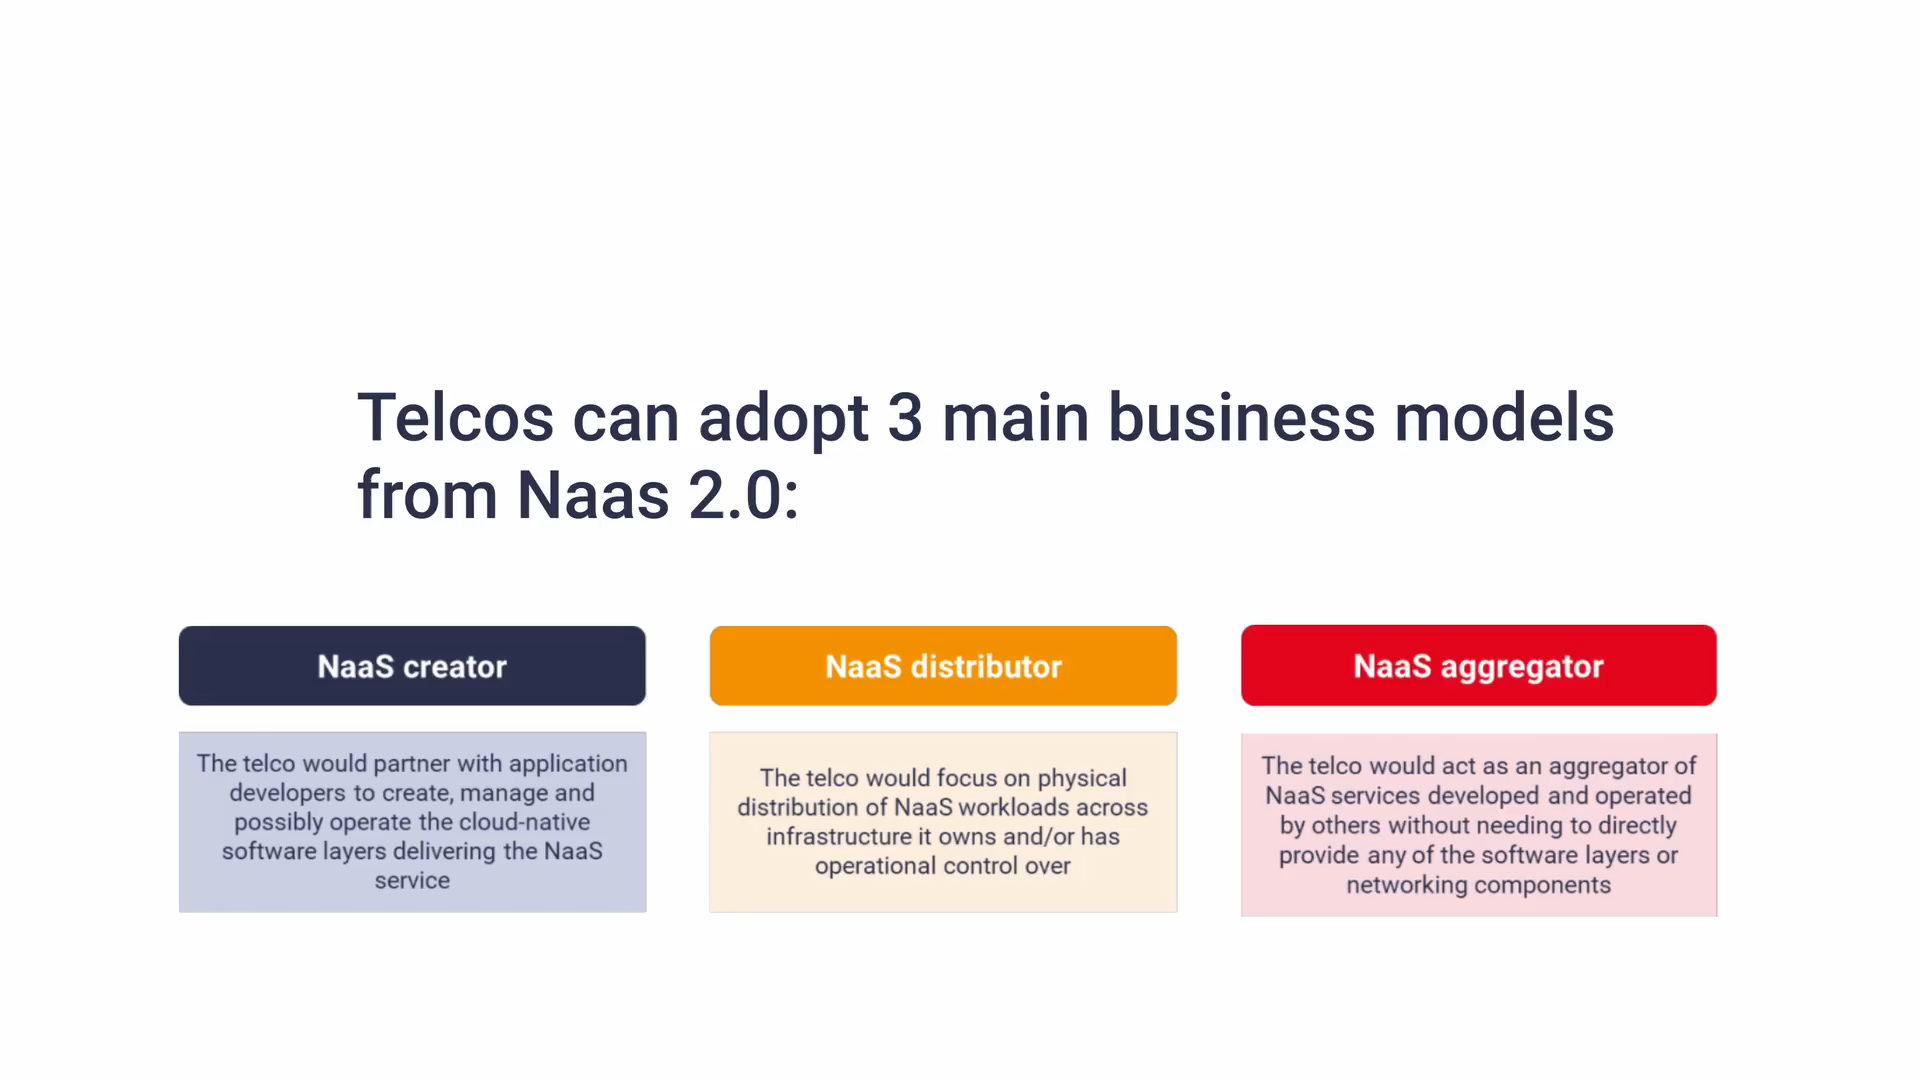 Telcos can adopt 3 main business models
from Naas 2.0:
NaaS creator
The telco would partner with application
developers to create, manage and
possibly operate the cloud-native
software layers delivering the NaaS
service
NaaS distributor
The telco would focus on physical
distribution of NaaS workloads across
infrastructure it owns and/or has
operational control over
NaaS aggregator
The telco would act as an aggregator of
NaaS services developed and operated
by others without needing to directly
provide any of the software layers or
networking components